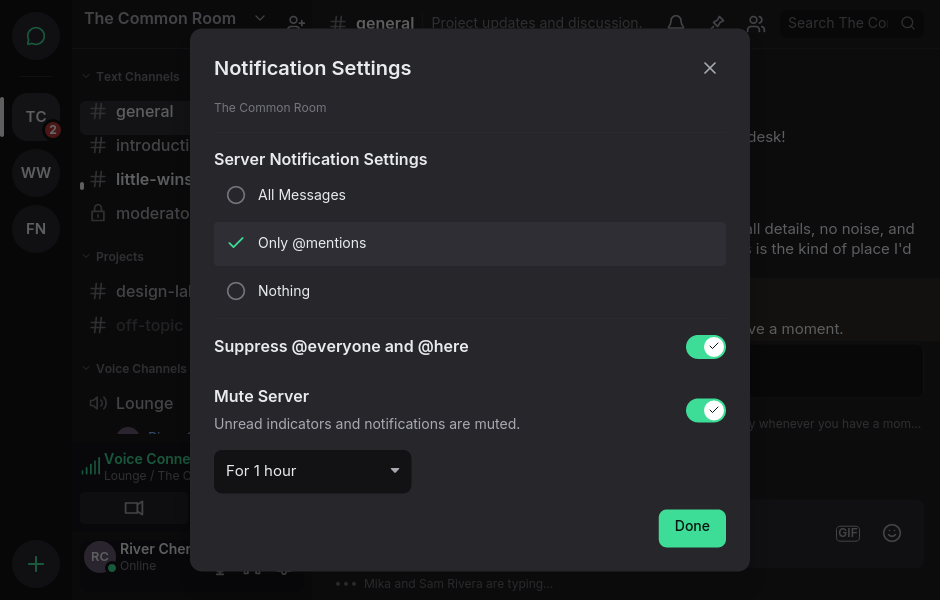 The Common Room
general
Project updates and discussion.
Search The Co
Text Channels
TC
2
general
introducti
WW
little-wins
moderato
FN
Projects
design-la
off-topic
Voice Channels
Lounge
Voice Conne
Lounge / The C
RC
River Chen
Online
Notification Settings
The Common Room
Server Notification Settings
All Messages
Only @mentions
Nothing
Suppress @everyone and @here
Mute Server
Unread indicators and notifications are muted.
For 1 hour
Done
desk!
all details, no noise, and
s is the kind of place I'd
ve a moment.
y whenever you have a mom...
GIF
Mika and Sam Rivera are typing...